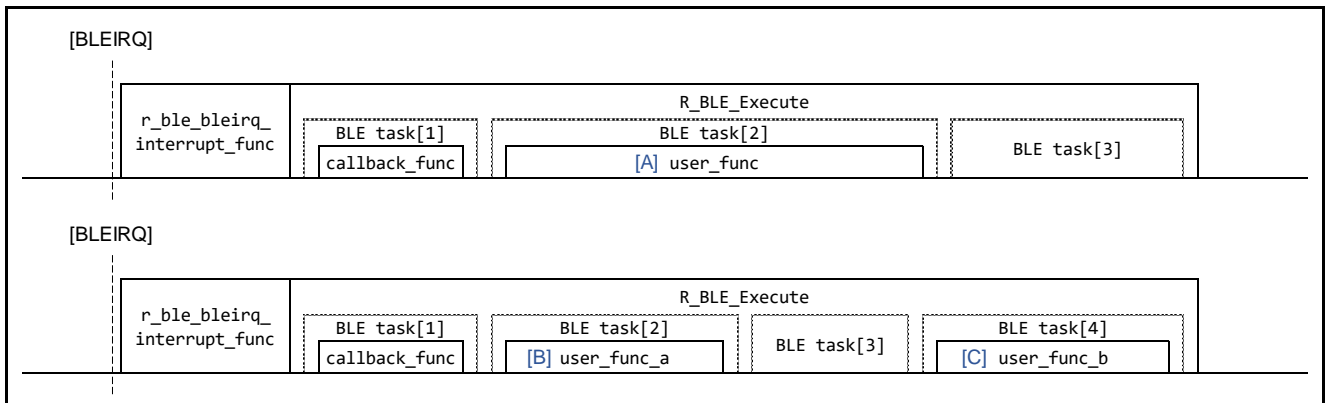 [BLEIRQ]
R_BLE_Execute
r_ble_bleirq_
interrupt_func
BLE task[1]
callback_func
BLE task[2]
[A] user_func
BLE task[3]
[BLEIRQ]
R_BLE_Execute
r_ble_bleirq_
interrupt_func
BLE task[1]
callback_func
BLE task[2]
[B] user_func_a
BLE task[3]
BLE task[4]
[C] user_func_b